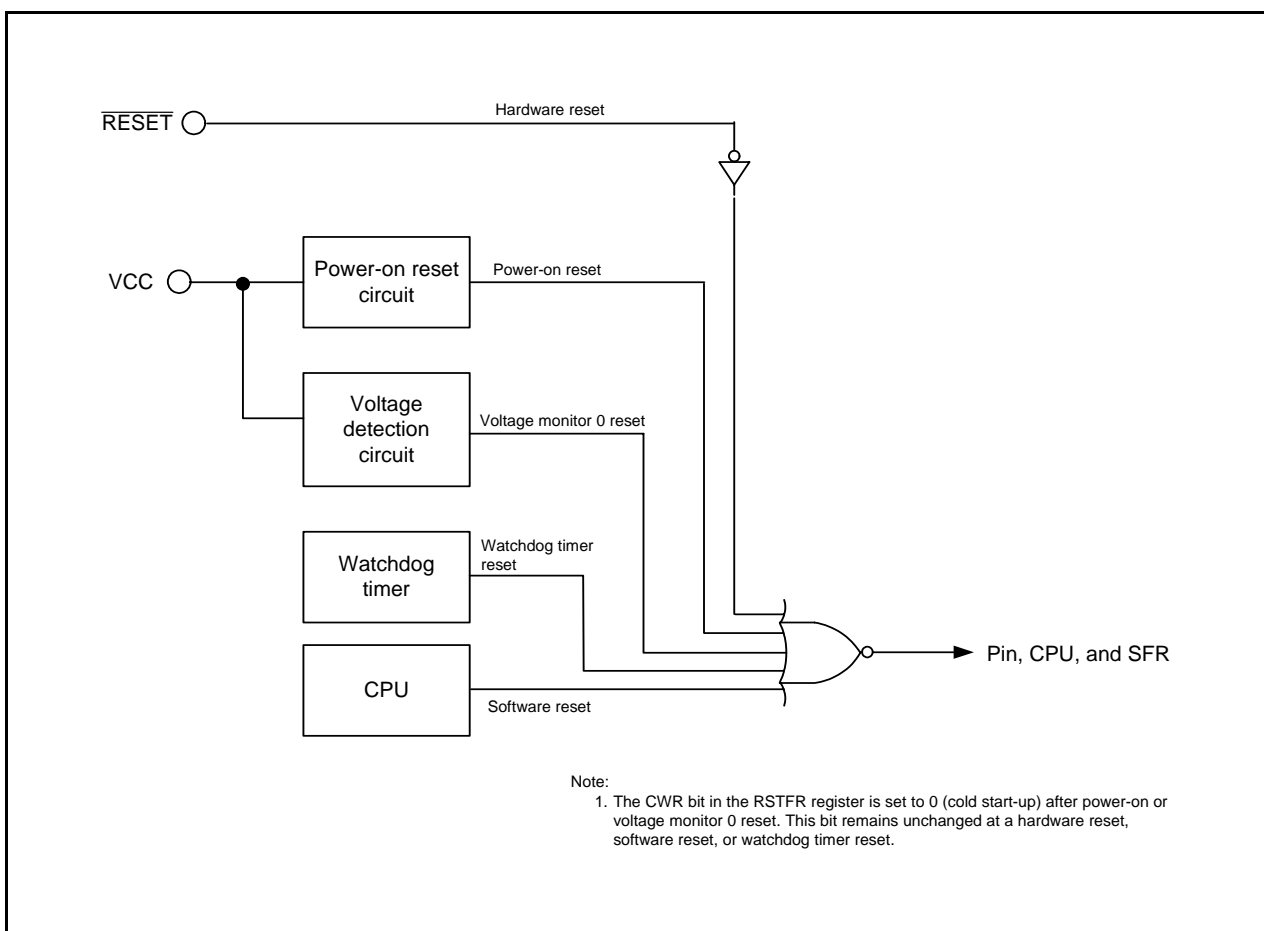 Hardware reset
RESET
Power-on reset
circuit
Power-on reset
VCC
Voltage
detection
circuit
Voltage monitor 0 reset
Watchdog
timer
Watchdog timer
reset
Pin, CPU, and SFR
CPU
Software reset
Note:
1. The CWR bit in the RSTFR register is set to 0 (cold start-up) after power-on or
voltage monitor 0 reset. This bit remains unchanged at a hardware reset,
software reset, or watchdog timer reset.